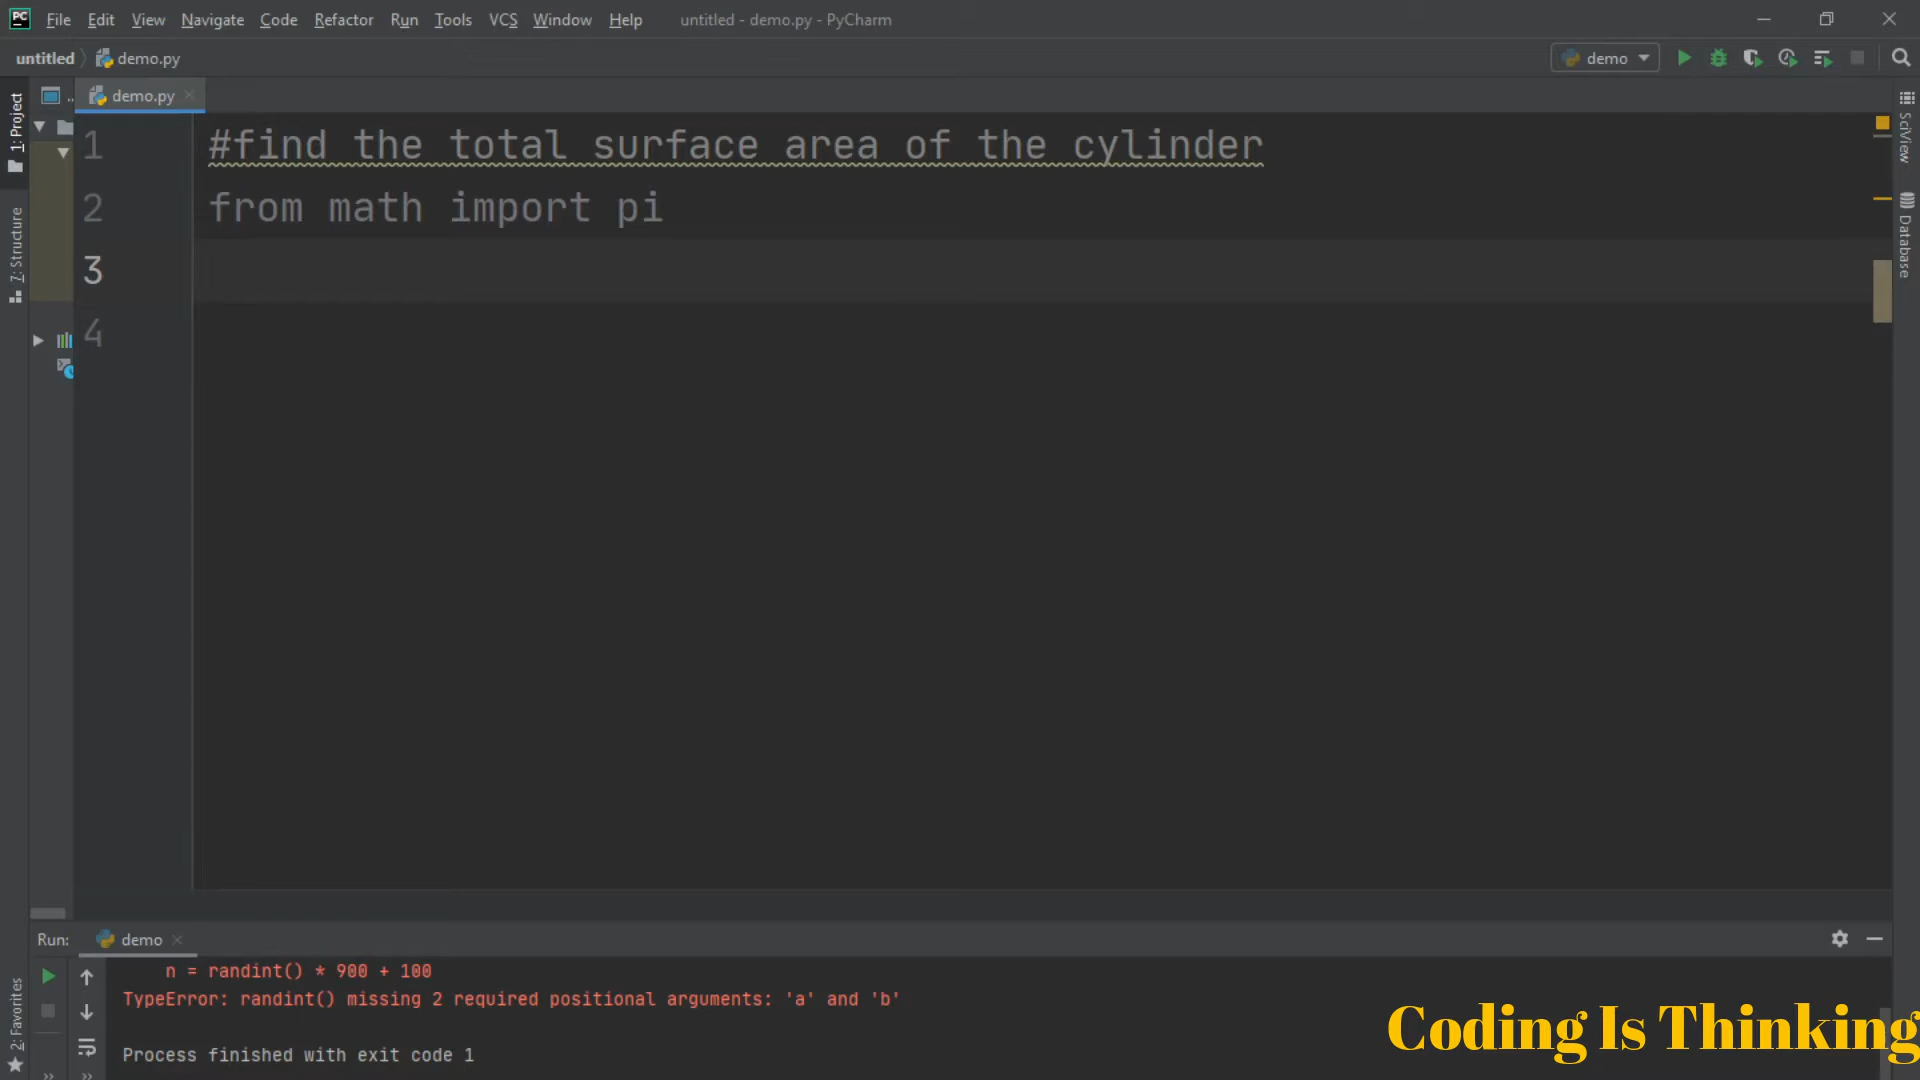 PC File Edit View Navigate Code Refactor Run Tools VCS Window Help untitled - demo.py - PyCharm
untitled demo.py demo
1: Project
.. demo.py
7: Structure
2: Favorites
1 #find the total surface area of the cylinder
2 from math import pi
3
4
SciView
Database
Run: demo
n = randint() * 900 + 100
TypeError: randint() missing 2 required positional arguments: 'a' and 'b'
Process finished with exit code 1
Coding Is Thinking